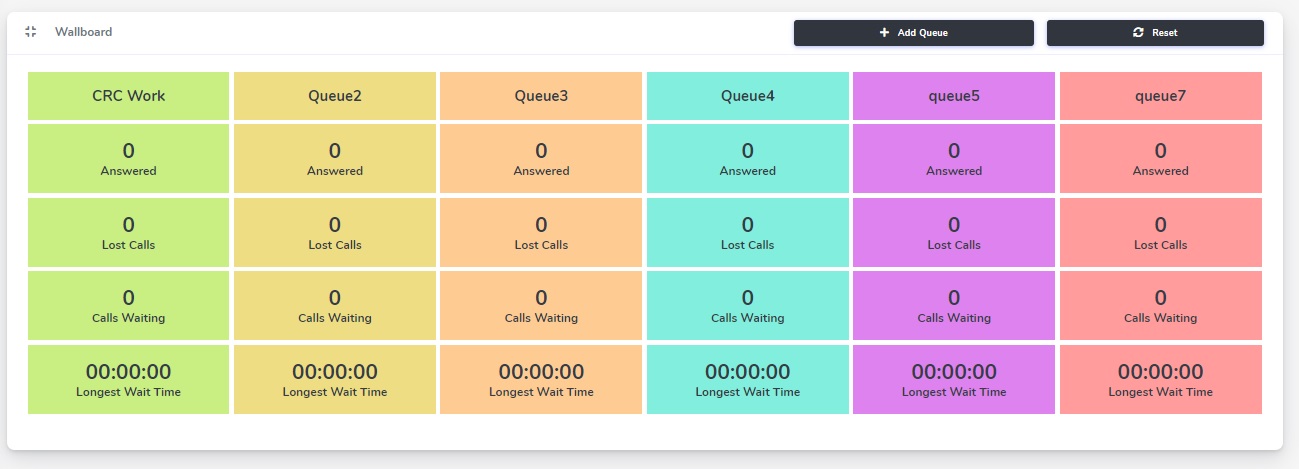 Wallboard
Add Queue
Reset
CRC Work
Queue2
Queue3
Queue4
queue5
queue7
0
0
0
0
0
0
Answered
Answered
Answered
Answered
Answered
Answered
0
0
0
0
0
0
Lost Calls
Lost Calls
Lost Calls
Lost Calls
Lost Calls
Lost Calls
0
0
0
0
0
0
Calls Waiting
Calls Waiting
Calls Waiting
Calls Waiting
Calls Waiting
Calls Waiting
00:00:00
00:00:00
00:00:00
00:00:00
00:00:00
00:00:00
Longest Wait Time
Longest Wait Time
Longest Wait Time
Longest Wait Time
Longest Wait Time
Longest Wait Time